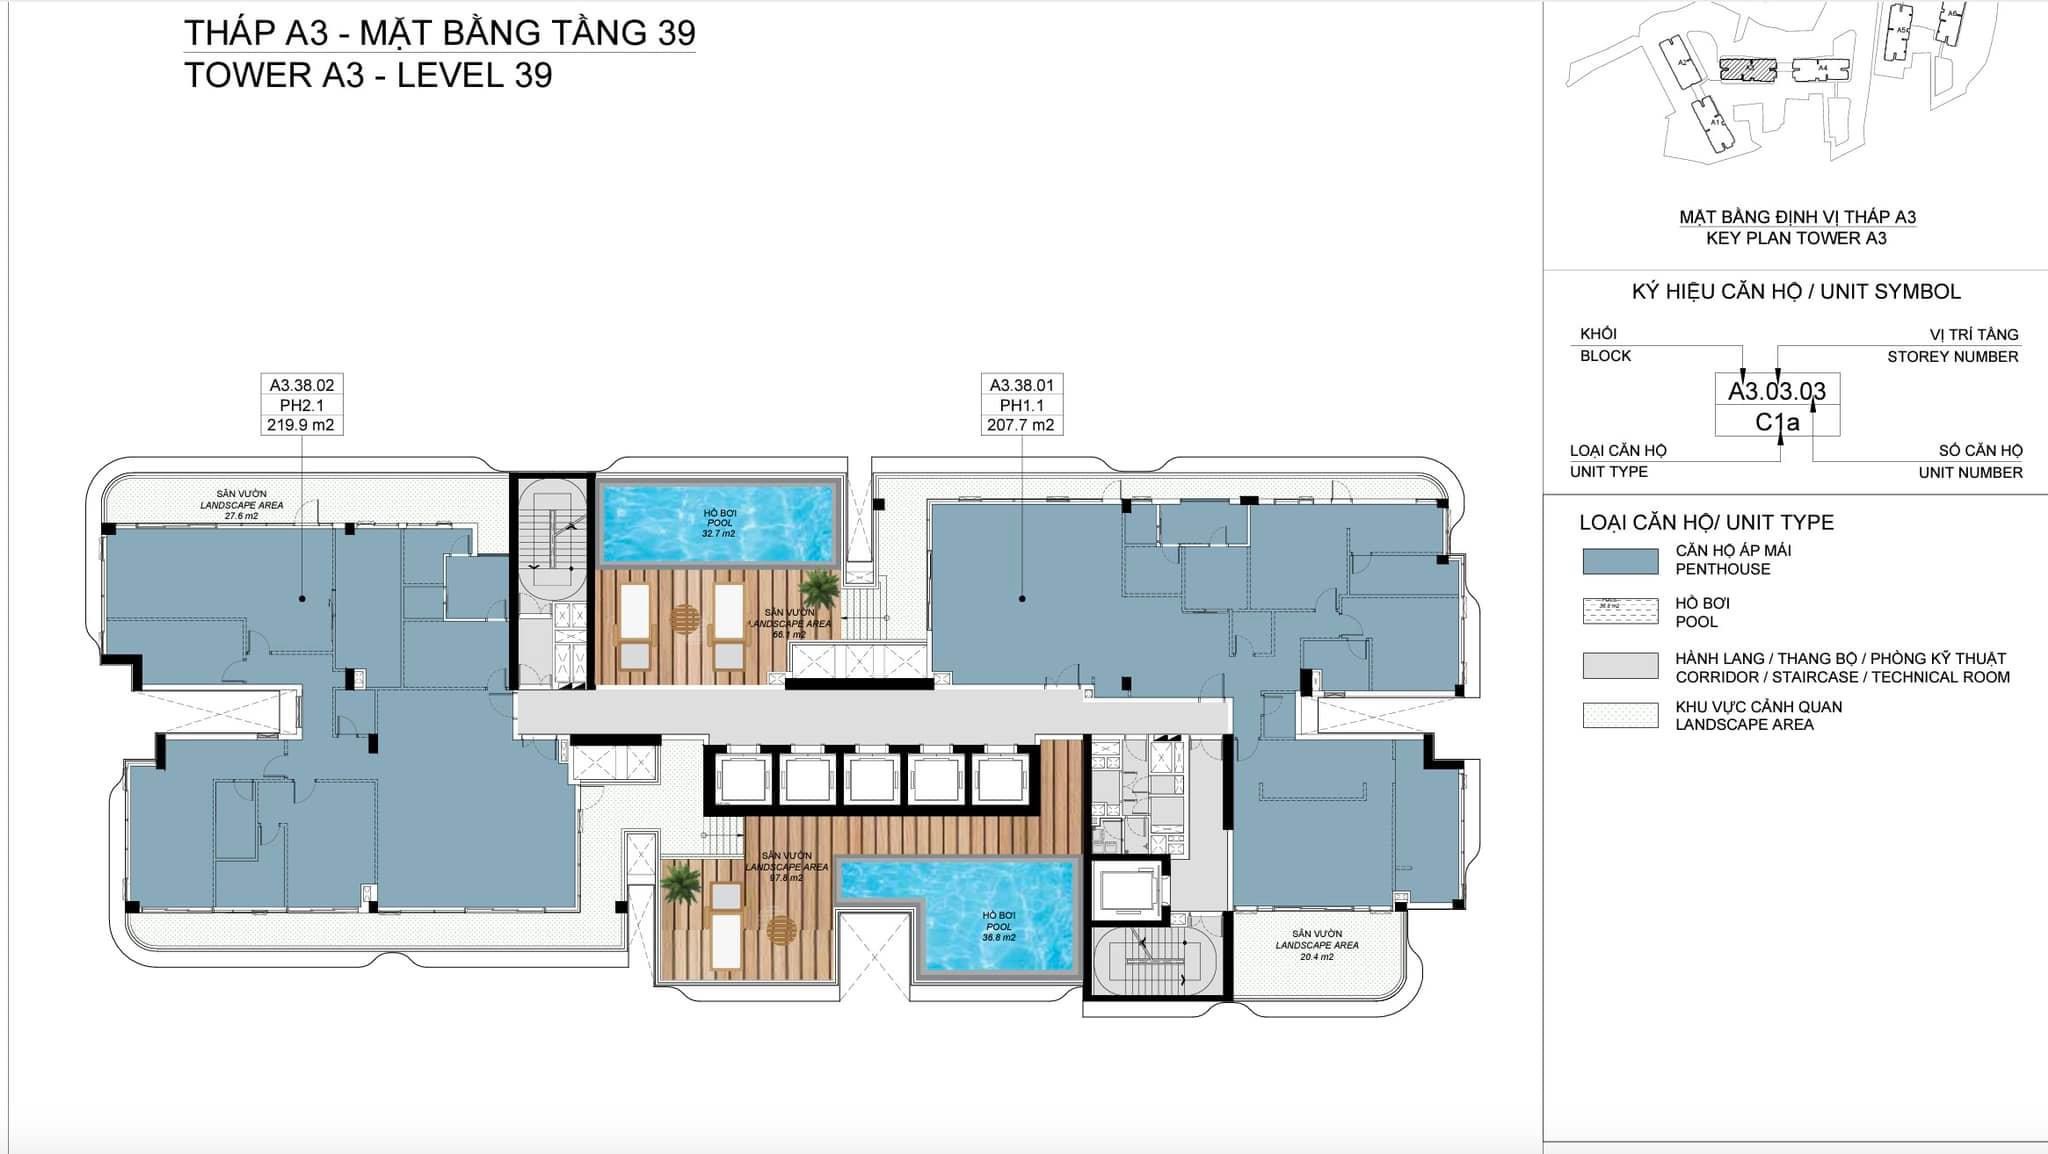 THÁP A3 - MẶT BẰNG TẦNG 39
TOWER A3 - LEVEL 39
A3.38.02
PH2.1
219.9 m2
A3.38.01
PH1.1
207.7 m2
SÂN VƯỜN
LANDSCAPE AREA
27.6 m2
HỒ BƠI
POOL
32.7 m2
SÂN VƯỜN
LANDSCAPE AREA
66.1 m2
SÂN VƯỜN
LANDSCAPE AREA
97.8 m2
HỒ BƠI
POOL
36.8 m2
SÂN VƯỜN
LANDSCAPE AREA
20.4 m2
A2
A3
A4
A1
A5
A6
MẶT BẰNG ĐỊNH VỊ THÁP A3
KEY PLAN TOWER A3
KÝ HIỆU CĂN HỘ / UNIT SYMBOL
KHỐI
BLOCK
VỊ TRÍ TẦNG
STOREY NUMBER
A3.03.03
C1a
LOẠI CĂN HỘ
UNIT TYPE
SỐ CĂN HỘ
UNIT NUMBER
LOẠI CĂN HỘ/ UNIT TYPE
CĂN HỘ ÁP MÁI
PENTHOUSE
HỒ BƠI
POOL
HÀNH LANG / THANG BỘ / PHÒNG KỸ THUẬT
CORRIDOR / STAIRCASE / TECHNICAL ROOM
KHU VỰC CẢNH QUAN
LANDSCAPE AREA